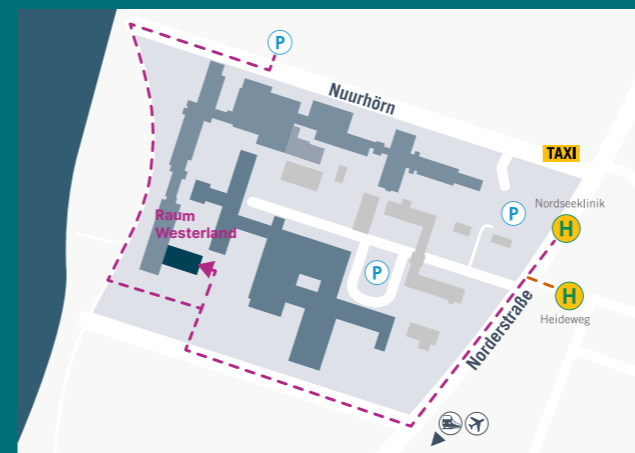 P
Nuurhörn
TAXI
Nordseeklinik
P
H
Raum
Westerland
P
H
Heideweg
Norderstraße